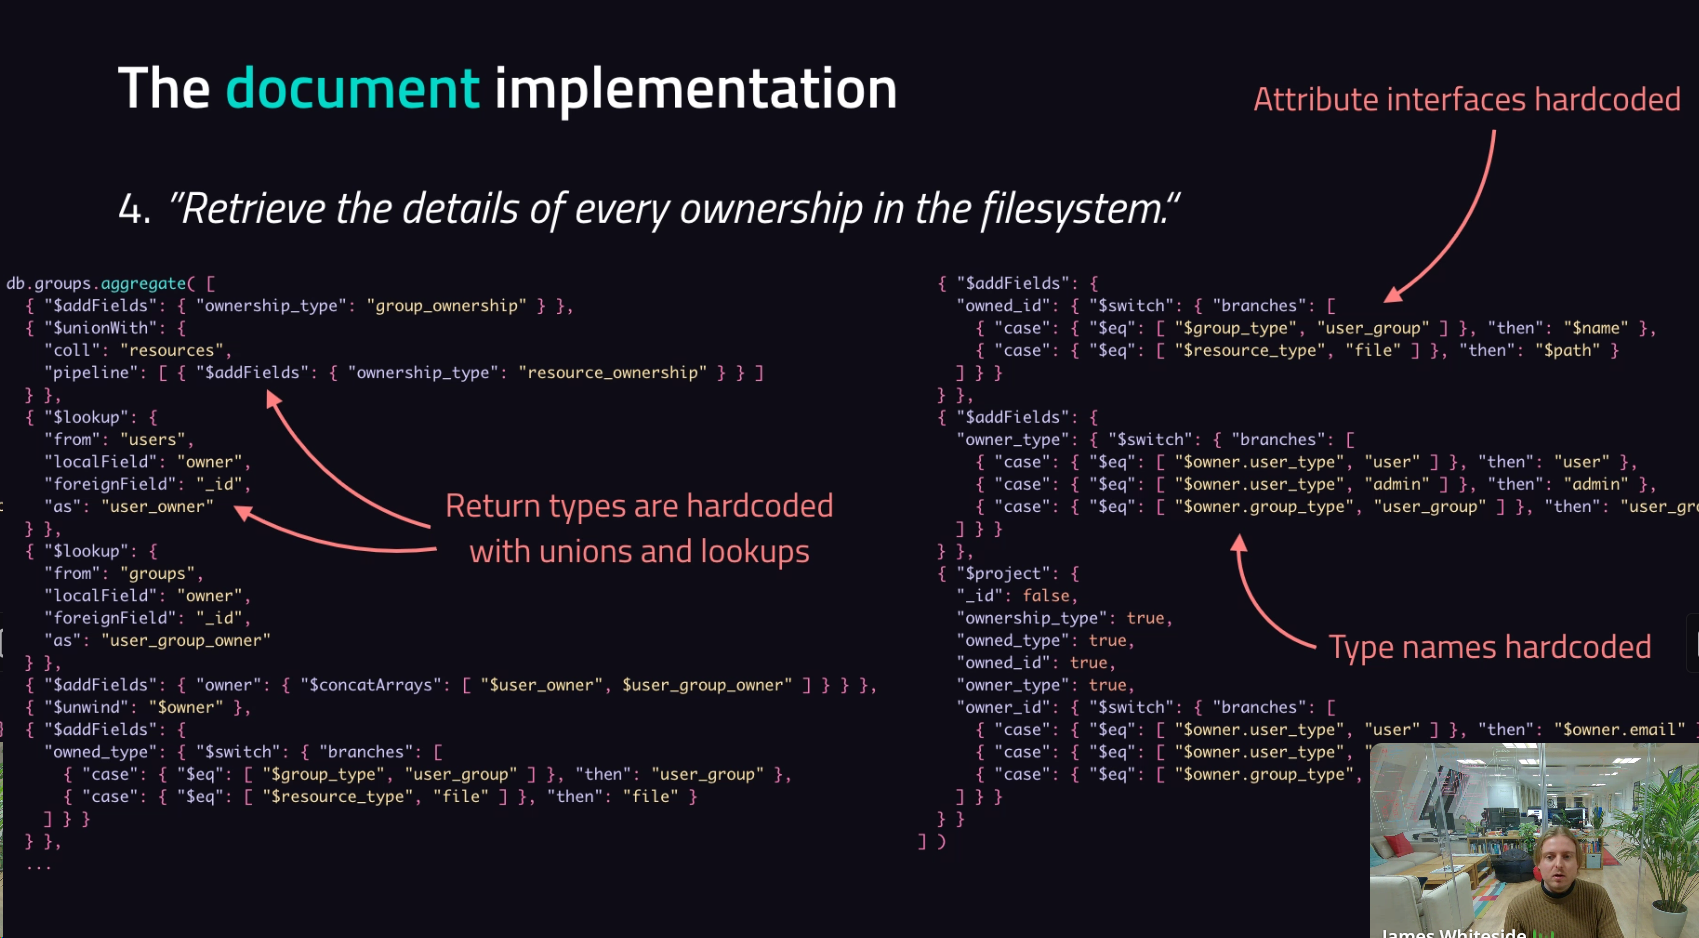 The document implementation
Attribute interfaces hardcoded
4. "Retrieve the details of every ownership in the filesystem."
db.groups.aggregate( [
{ "$addFields": { "ownership_type": "group_ownership" } },
{ "$unionWith": {
"coll": "resources",
"pipeline": [ { "$addFields": { "ownership_type": "resource_ownership" } } ]
} },
{ "$lookup": {
"from": "users",
"localField": "owner",
"foreignField": "_id",
"as": "user_owner"
} },
{ "$lookup": {
"from": "groups",
"localField": "owner",
"foreignField": "_id",
"as": "user_group_owner"
} },
{ "$addFields": { "owner": { "$concatArrays": [ "$user_owner", $user_group_owner" ] } } },
{ "$unwind": "$owner" },
{ "$addFields": {
"owned_type": { "$switch": { "branches": [
{ "case": { "$eq": [ "$group_type", "user_group" ] }, "then": "user_group" },
{ "case": { "$eq": [ "$resource_type", "file" ] }, "then": "file" }
] } }
} },
...
Return types are hardcoded
with unions and lookups
{ "$addFields": {
"owned_id": { "$switch": { "branches": [
{ "case": { "$eq": [ "$group_type", "user_group" ] }, "then": "$name" },
{ "case": { "$eq": [ "$resource_type", "file" ] }, "then": "$path" }
] } }
} },
{ "$addFields": {
"owner_type": { "$switch": { "branches": [
{ "case": { "$eq": [ "$owner.user_type", "user" ] }, "then": "user" },
{ "case": { "$eq": [ "$owner.user_type", "admin" ] }, "then": "admin" },
{ "case": { "$eq": [ "$owner.group_type", "user_group" ] }, "then":
] } }
} },
{ "$project": {
"_id": false,
"ownership_type": true,
"owned_type": true,
"owned_id": true,
"owner_type": true,
"owner_id": { "$switch": { "branches": [
{ "case": { "$eq": [ "$owner.user_type", "user" ] }, "then": "$owner.email" }
{ "case": { "$eq": [ "$owner.user_type",
{ "case": { "$eq": [ "$owner.group_type",
] } }
} }
] )
Type names hardcoded
James Whiteside